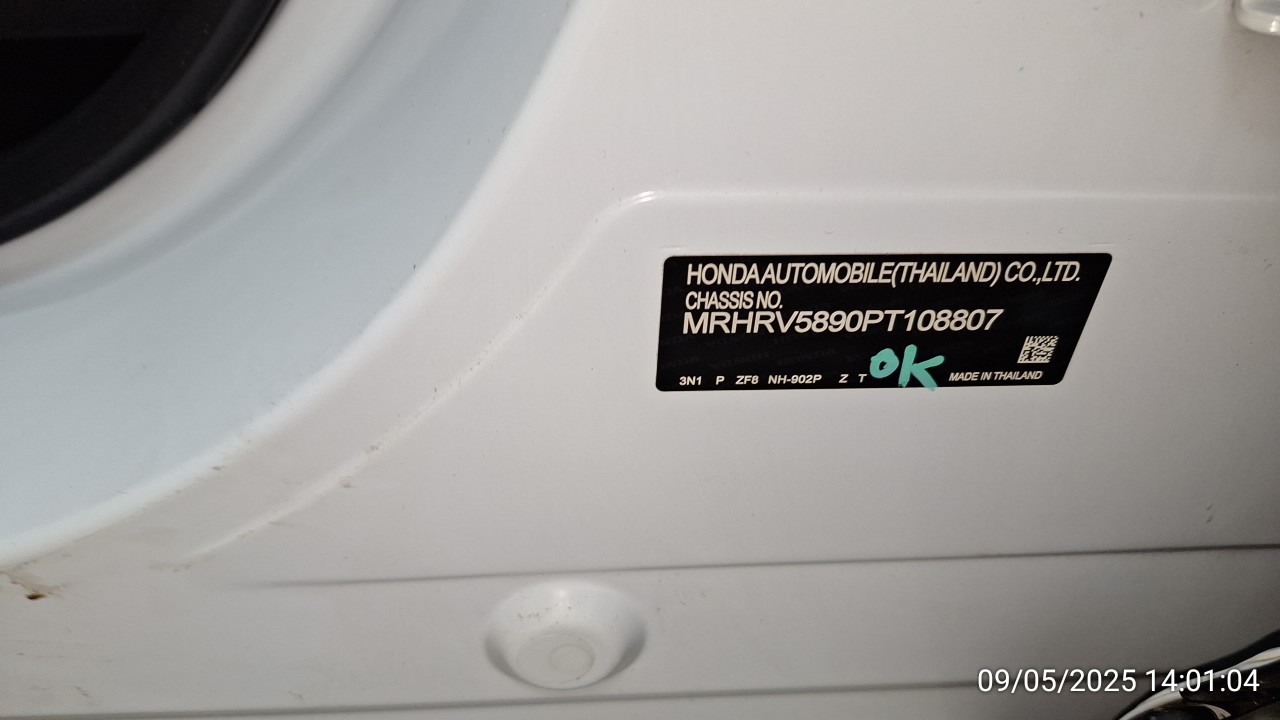 HONDA AUTOMOBILE (THAILAND) CO.,LTD.
CHASSIS NO.
MRHRV5890PT108807
OK
3N1 P ZF8 NH-902P Z T MADE IN THAILAND
09/05/2025 14:01:04